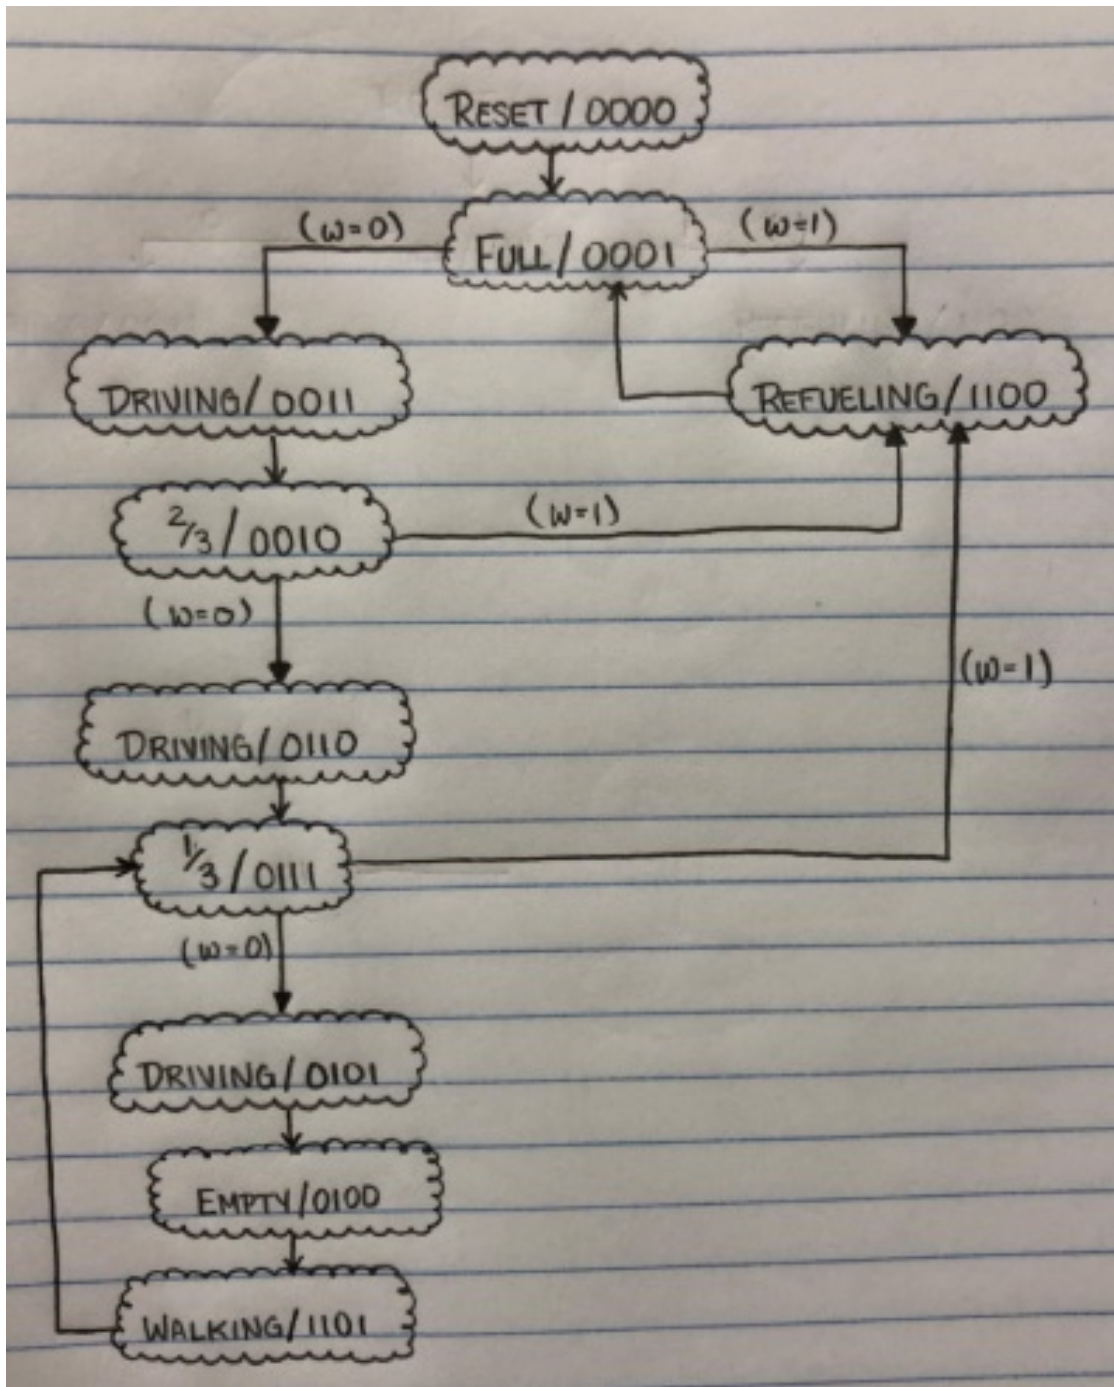 RESET/0000
(w=0)
FULL/0001
(w=1)
DRIVING/0011
REFUELING/1100
2/3/0010
(w=1)
(w=0)
(w=1)
DRIVING/0110
1/3/0111
(w=0)
DRIVING/0101
EMPTY/0100
WALKING/1101